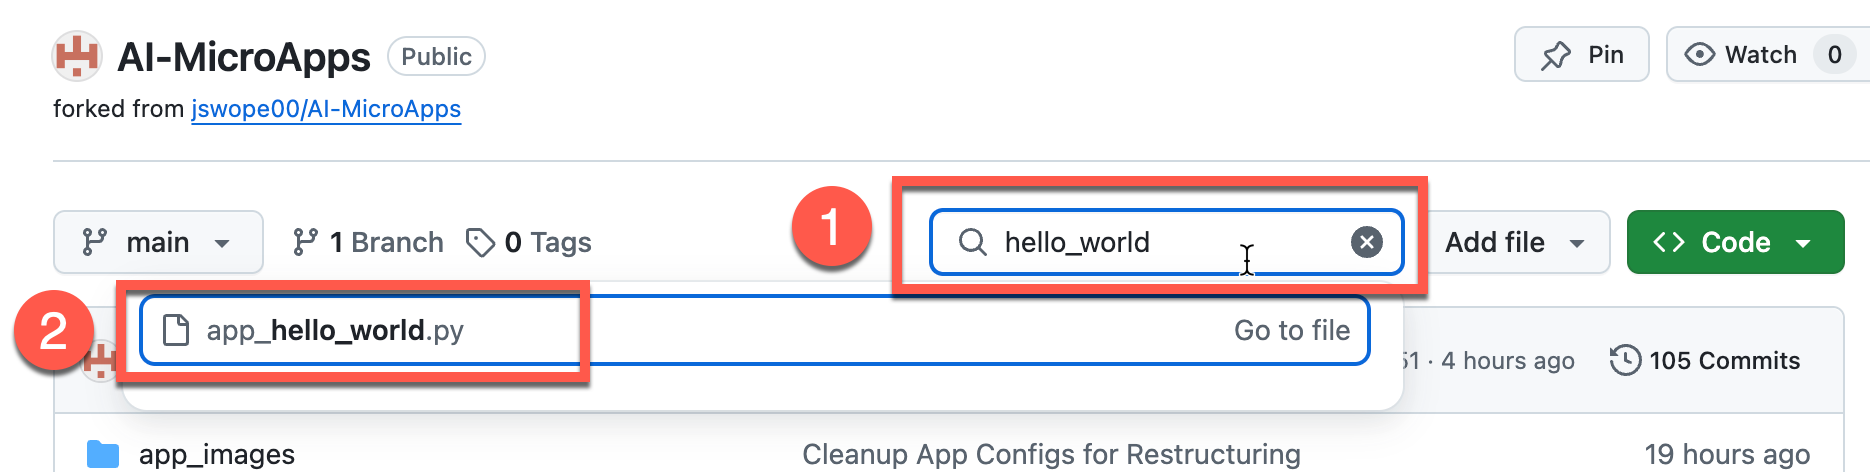 AI-MicroApps Public Pin Watch 0
forked from jswope00/AI-MicroApps
1
main 1 Branch 0 Tags hello_world Add file Code
2
app_hello_world.py Go to file
51 · 4 hours ago 105 Commits
app_images Cleanup App Configs for Restructuring 19 hours ago